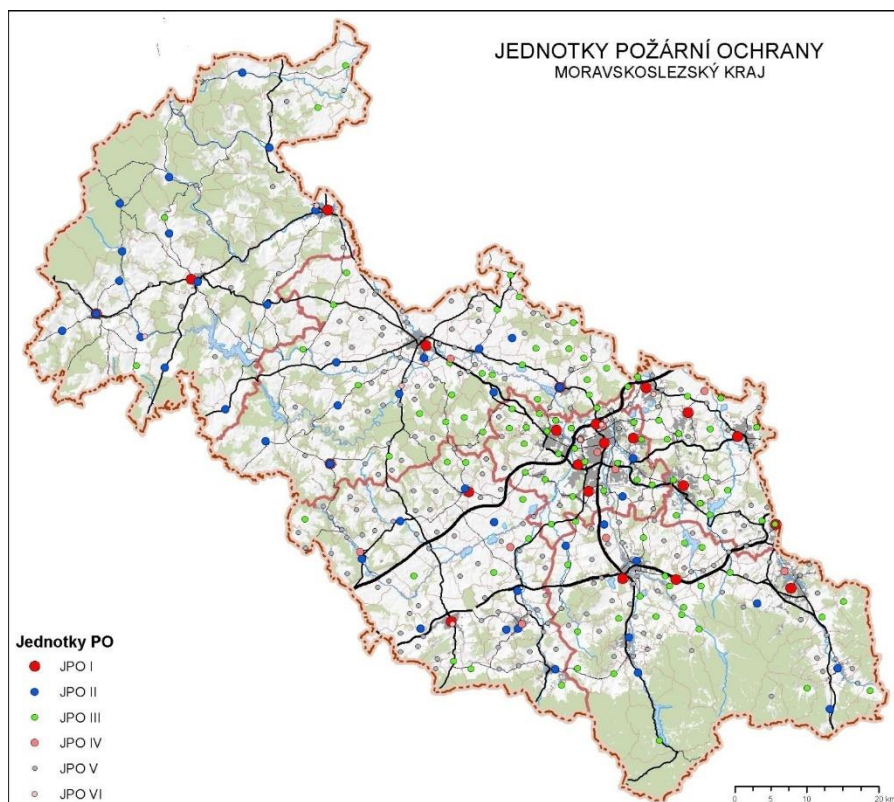 JEDNOTKY POŽÁRNÍ OCHRANY
MORAVSKOSLEZSKÝ KRAJ
Jednotky PO
JPO I
JPO II
JPO III
JPO IV
JPO V
JPO VI
0 5 10 20 km